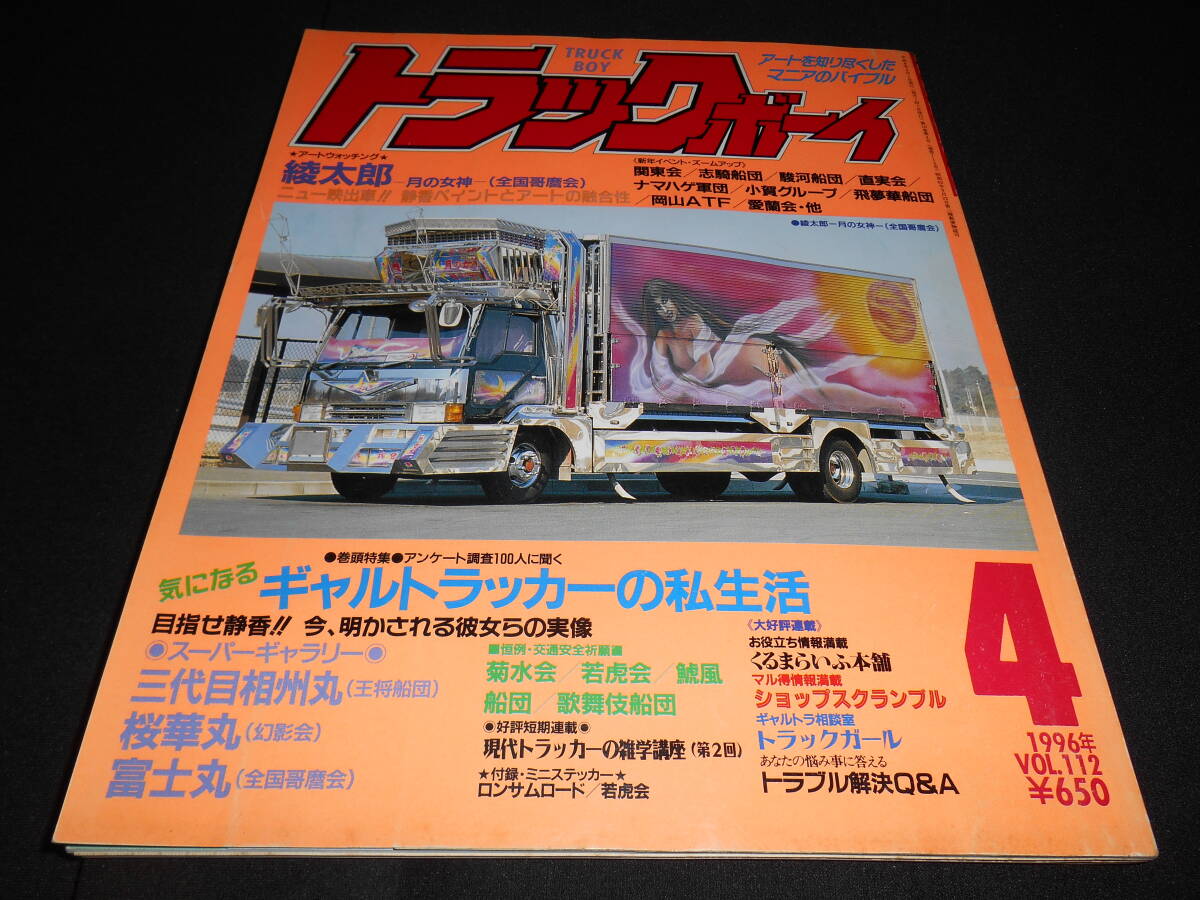 TRUCK
BOY
トラックボーイ
アートを知り尽くした
マニアのバイブル
★アートウォッチング★
綾太郎 月の女神─(全国哥麿会)
ニュー映出車!! 静香ペイントとアートの融合性
〈新年イベント・ズームアップ〉
関東会／志騎船団／駿河船団／直実会／
ナマハゲ軍団／小賀グループ／飛夢華船団
／岡山ATF／愛蘭会・他
●綾太郎─月の女神─(全国哥麿会)
●巻頭特集●アンケート調査100人に聞く
気になる ギャルトラッカーの私生活
目指せ静香!! 今、明かされる彼女らの実像
◎スーパーギャラリー◎
三代目相州丸(王将船団)
桜華丸(幻影会)
富士丸(全国哥麿会)
■恒例・交通安全祈願■
菊水会／若虎会／鯱風
船団／歌舞伎船団
●好評短期連載●
現代トラッカーの雑学講座(第2回)
★付録・ミニステッカー★
ロンサムロード／若虎会
《大好評連載》
お役立ち情報満載
くるまらいふ本舗
マル得情報満載
ショップスクランブル
ギャルトラ相談室
トラックガール
あなたの悩み事に答える
トラブル解決Q&A
4
1996年
VOL.112
¥650